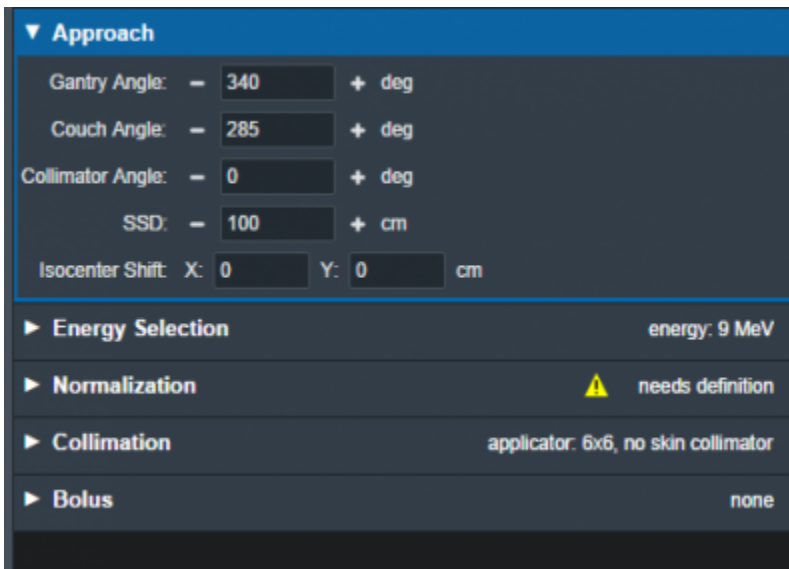 Approach
Gantry Angle: − 340 + deg
Couch Angle: − 285 + deg
Collimator Angle: − 0 + deg
SSD: − 100 + cm
Isocenter Shift: X: 0 Y: 0 cm
Energy Selection energy: 9 MeV
Normalization needs definition
Collimation applicator: 6x6, no skin collimator
Bolus none